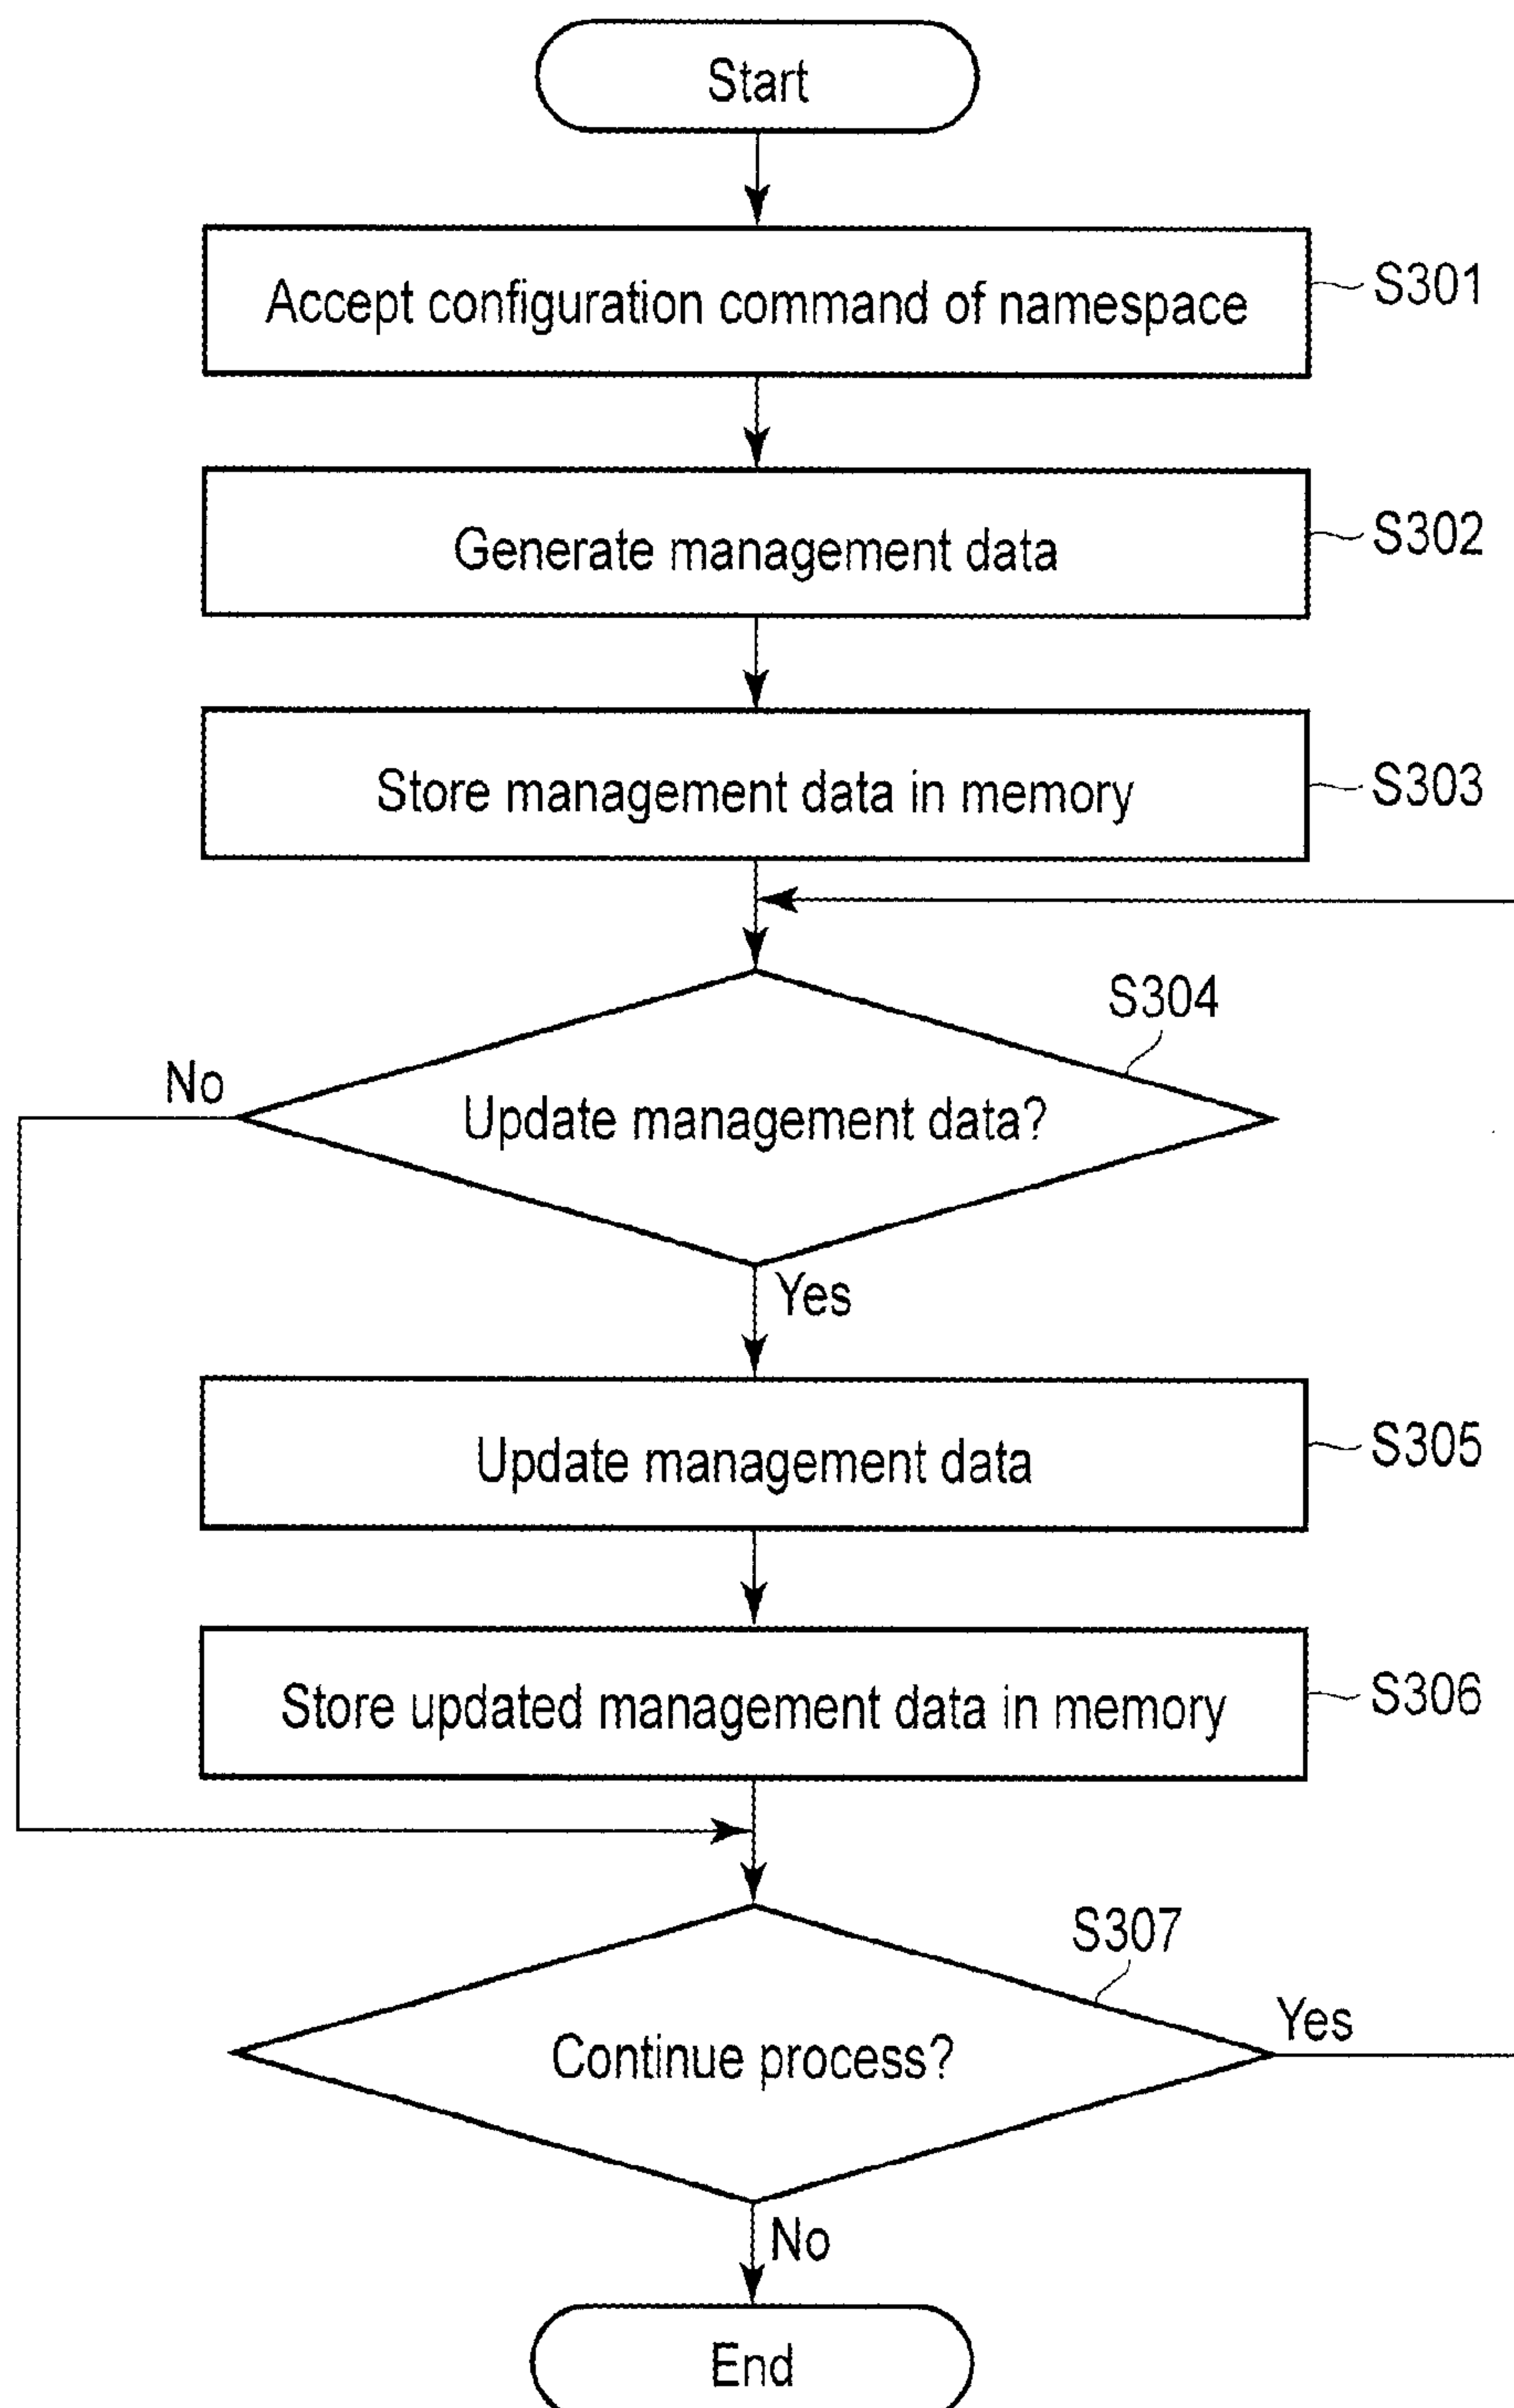 Start
Accept configuration command of namespace
S301
Generate management data
S302
Store management data in memory
S303
S304
No
Update management data?
Yes
Update management data
S305
Store updated management data in memory
S306
S307
Yes
Continue process?
No
End